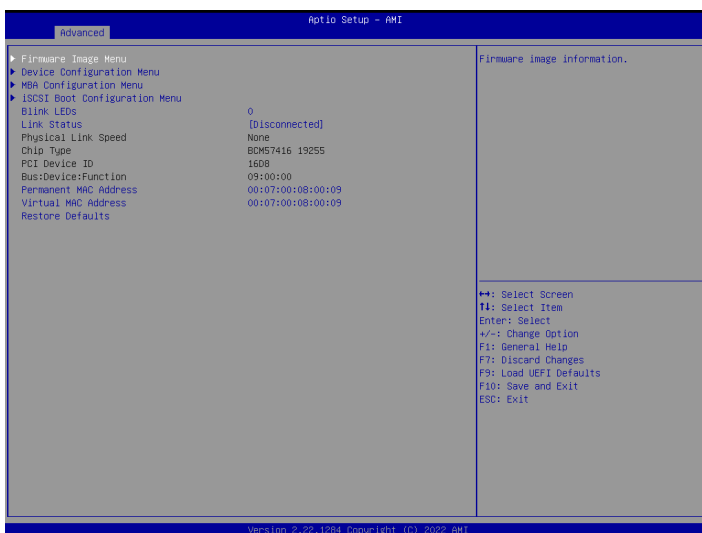 Aptio Setup – AMI
Advanced
Firmware Image Menu
Device Configuration Menu
MBA Configuration Menu
iSCSI Boot Configuration Menu
Blink LEDs 0
Link Status [Disconnected]
Physical Link Speed None
Chip Type BCM57416 19255
PCI Device ID 16D8
Bus:Device:Function 09:00:00
Permanent MAC Address 00:07:00:08:00:09
Virtual MAC Address 00:07:00:08:00:09
Restore Defaults
Firmware image information.
↔: Select Screen
↑↓: Select Item
Enter: Select
+/-: Change Option
F1: General Help
F7: Discard Changes
F9: Load UEFI Defaults
F10: Save and Exit
ESC: Exit
Version 2.22.1284 Copyright (C) 2022 AMI